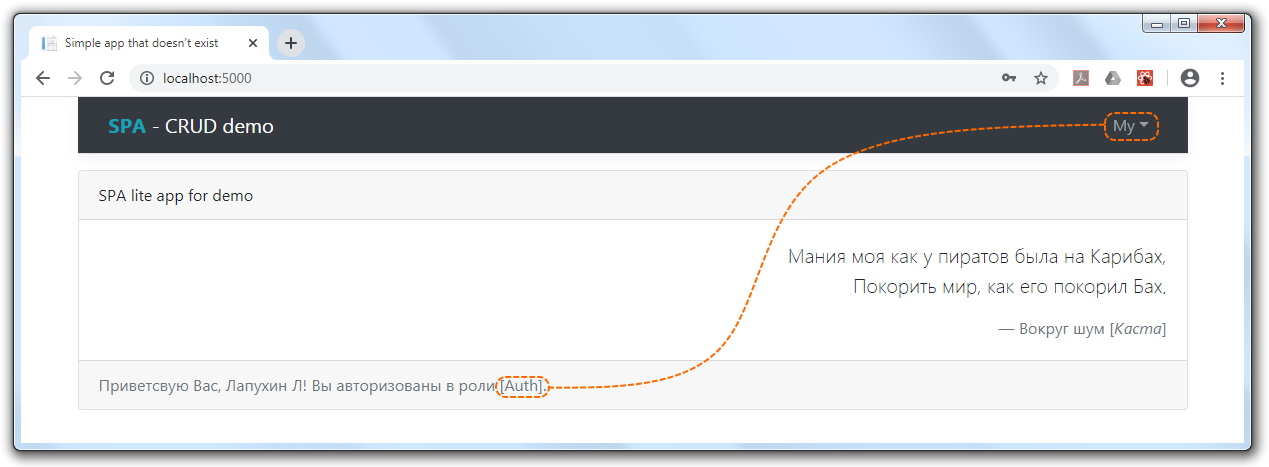 Simple app that doesn't exist
localhost:5000
SPA - CRUD demo
My
SPA lite app for demo
Мания моя как у пиратов была на Карибах,
Покорить мир, как его покорил Бах.
— Вокруг шум [Каста]
Приветсвую Вас, Лапухин Л! Вы авторизованы в роли [Auth].